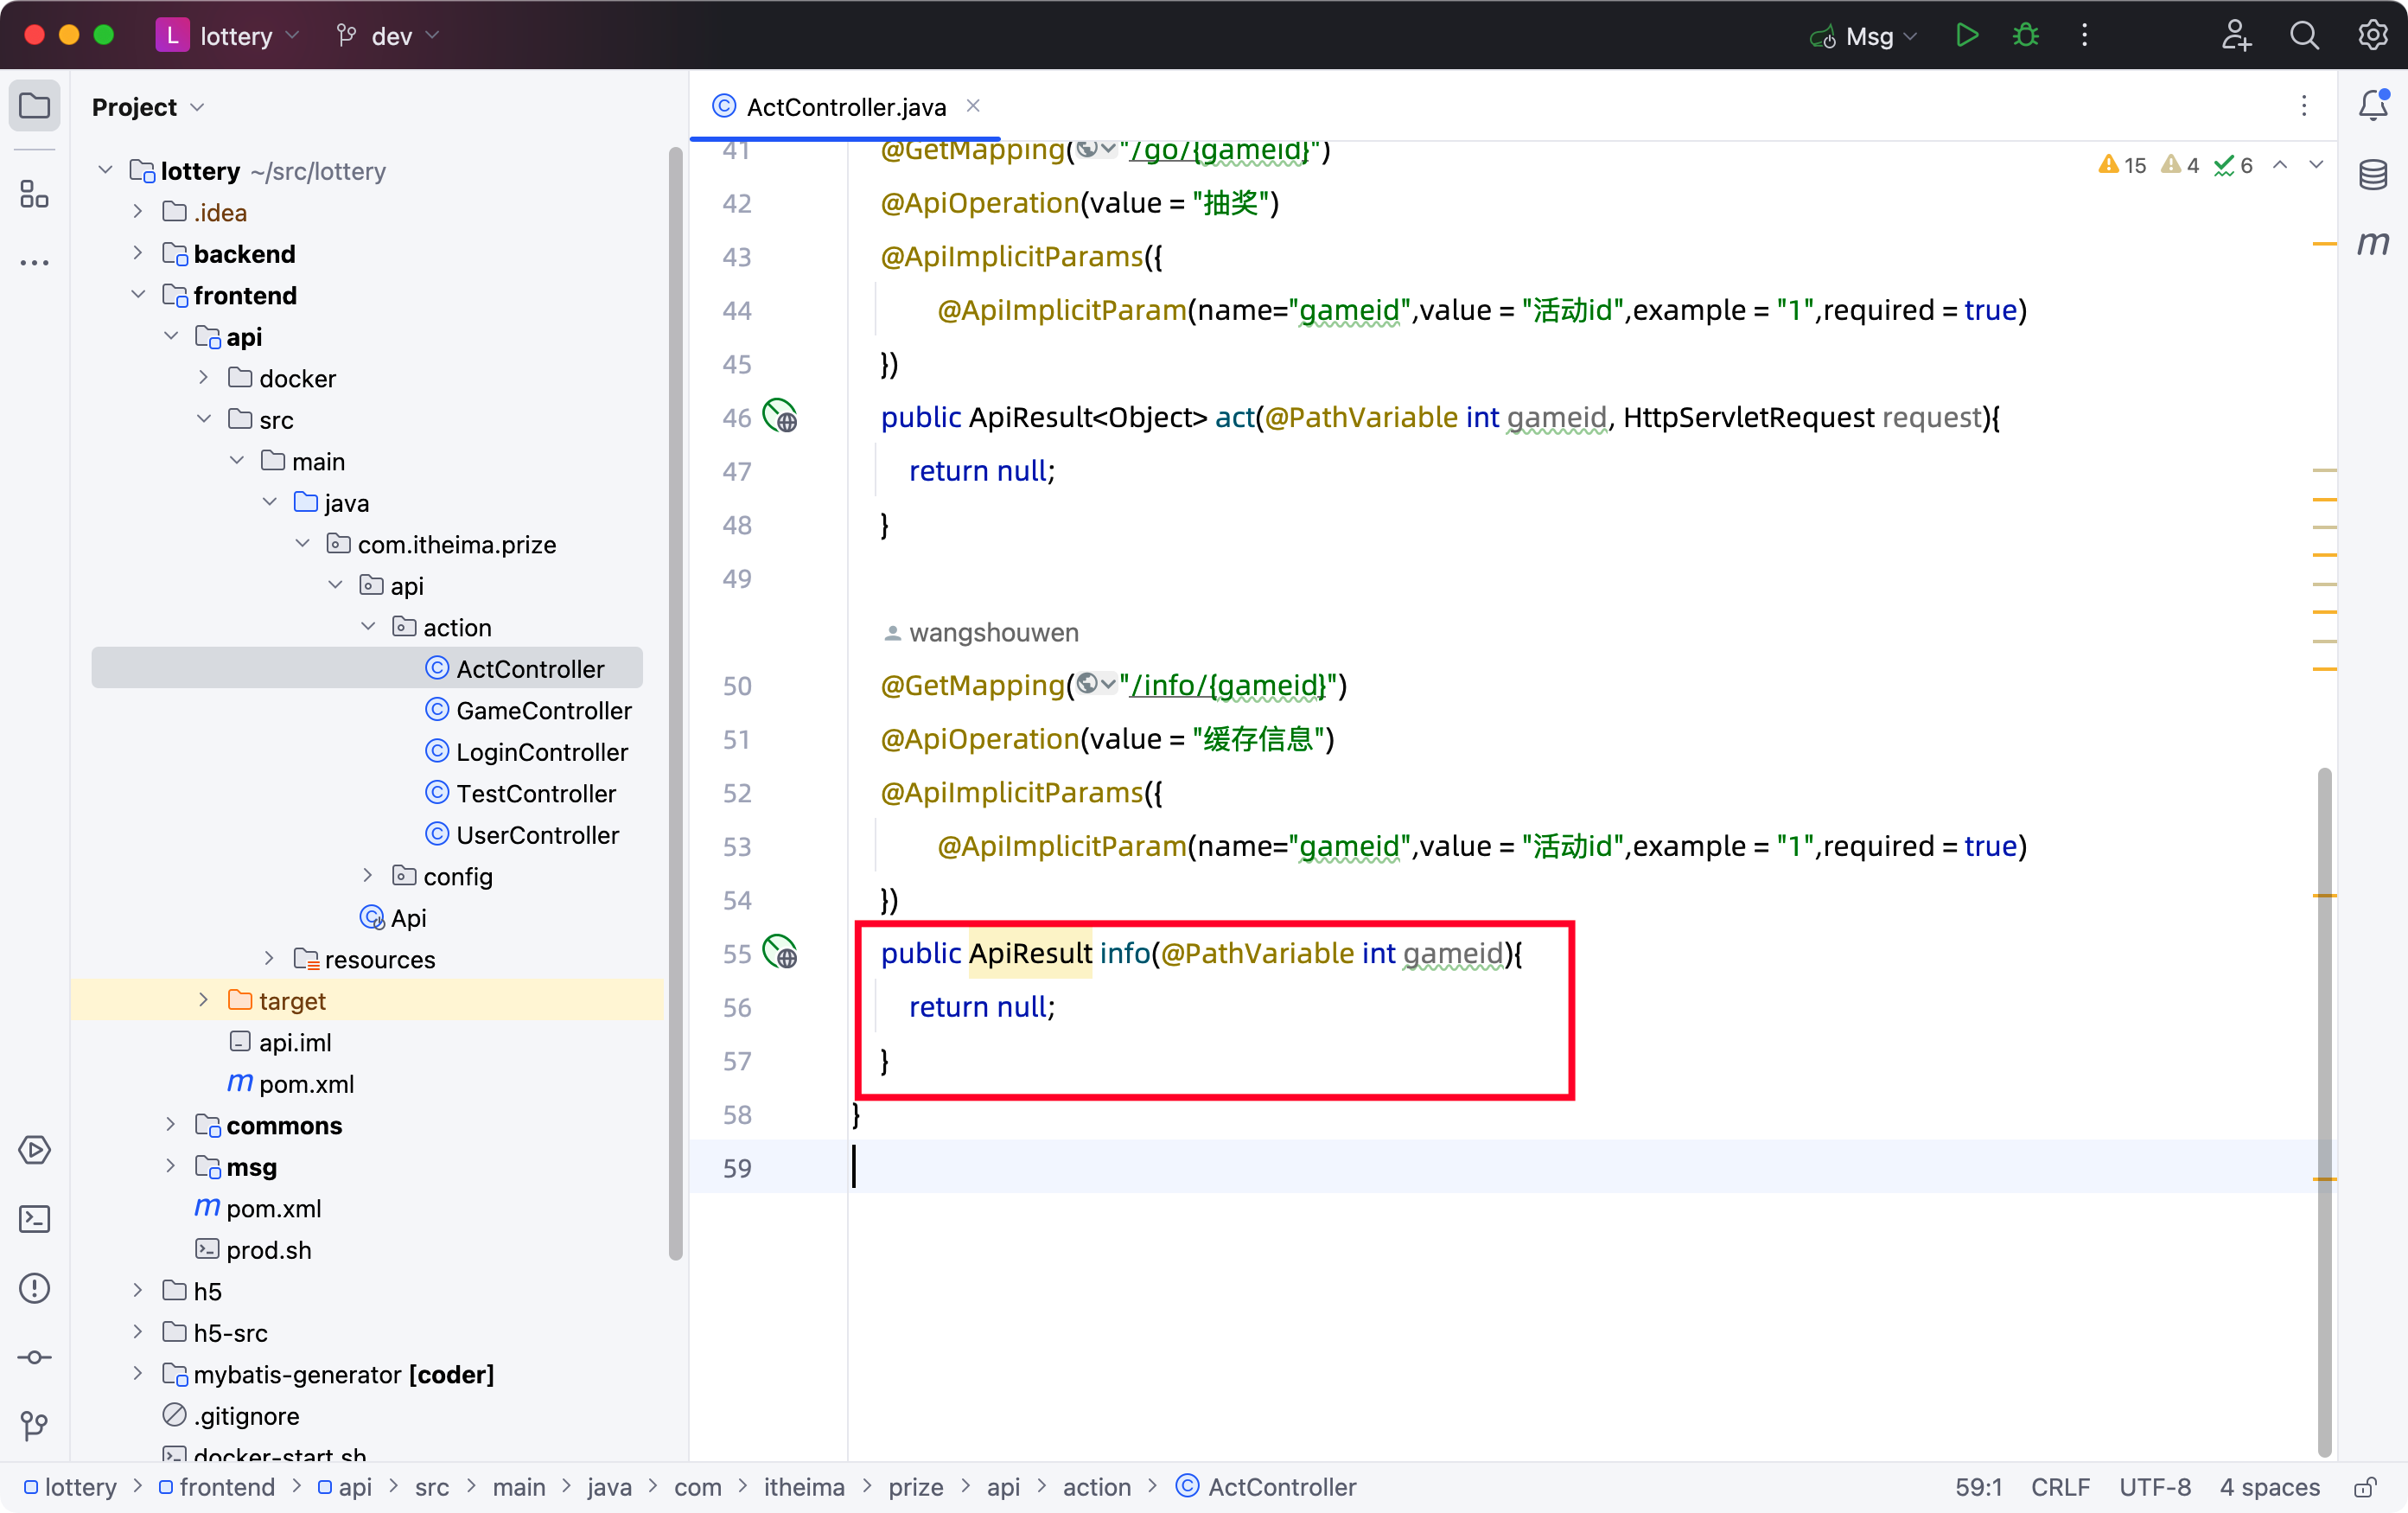 L lottery dev Msg
Project
ActController.java
lottery ~/src/lottery
.idea
backend
frontend
api
docker
src
main
java
com.itheima.prize
api
action
ActController
GameController
LoginController
TestController
UserController
config
Api
resources
target
api.iml
pom.xml
commons
msg
pom.xml
prod.sh
h5
h5-src
mybatis-generator [coder]
.gitignore
docker-start.sh
15 4 6
41 @GetMapping("/go/{gameid}")
42 @ApiOperation(value = "抽奖")
43 @ApiImplicitParams({
44 @ApiImplicitParam(name="gameid",value = "活动id",example = "1",required = true)
45 })
46 public ApiResult<Object> act(@PathVariable int gameid, HttpServletRequest request){
47 return null;
48 }
49
wangshouwen
50 @GetMapping("/info/{gameid}")
51 @ApiOperation(value = "缓存信息")
52 @ApiImplicitParams({
53 @ApiImplicitParam(name="gameid",value = "活动id",example = "1",required = true)
54 })
55 public ApiResult info(@PathVariable int gameid){
56 return null;
57 }
58 }
59
m
lottery > frontend > api > src > main > java > com > itheima > prize > api > action > ActController
59:1 CRLF UTF-8 4 spaces